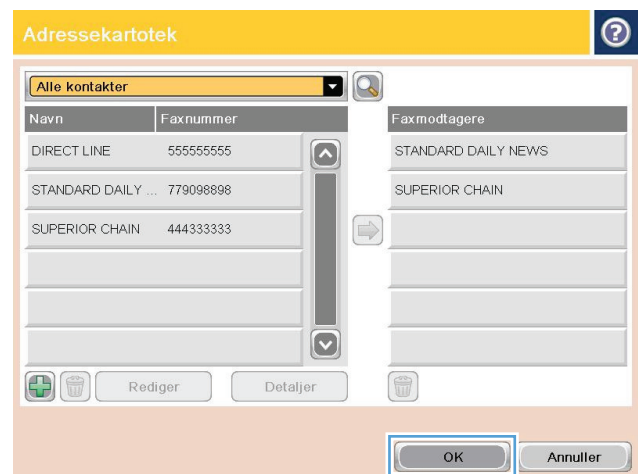 Adressekartotek
Alle kontakter
Navn Faxnummer
DIRECT LINE 555555555
STANDARD DAILY ... 779098898
SUPERIOR CHAIN 444333333
Faxmodtagere
STANDARD DAILY NEWS
SUPERIOR CHAIN
Rediger Detaljer
OK Annuller